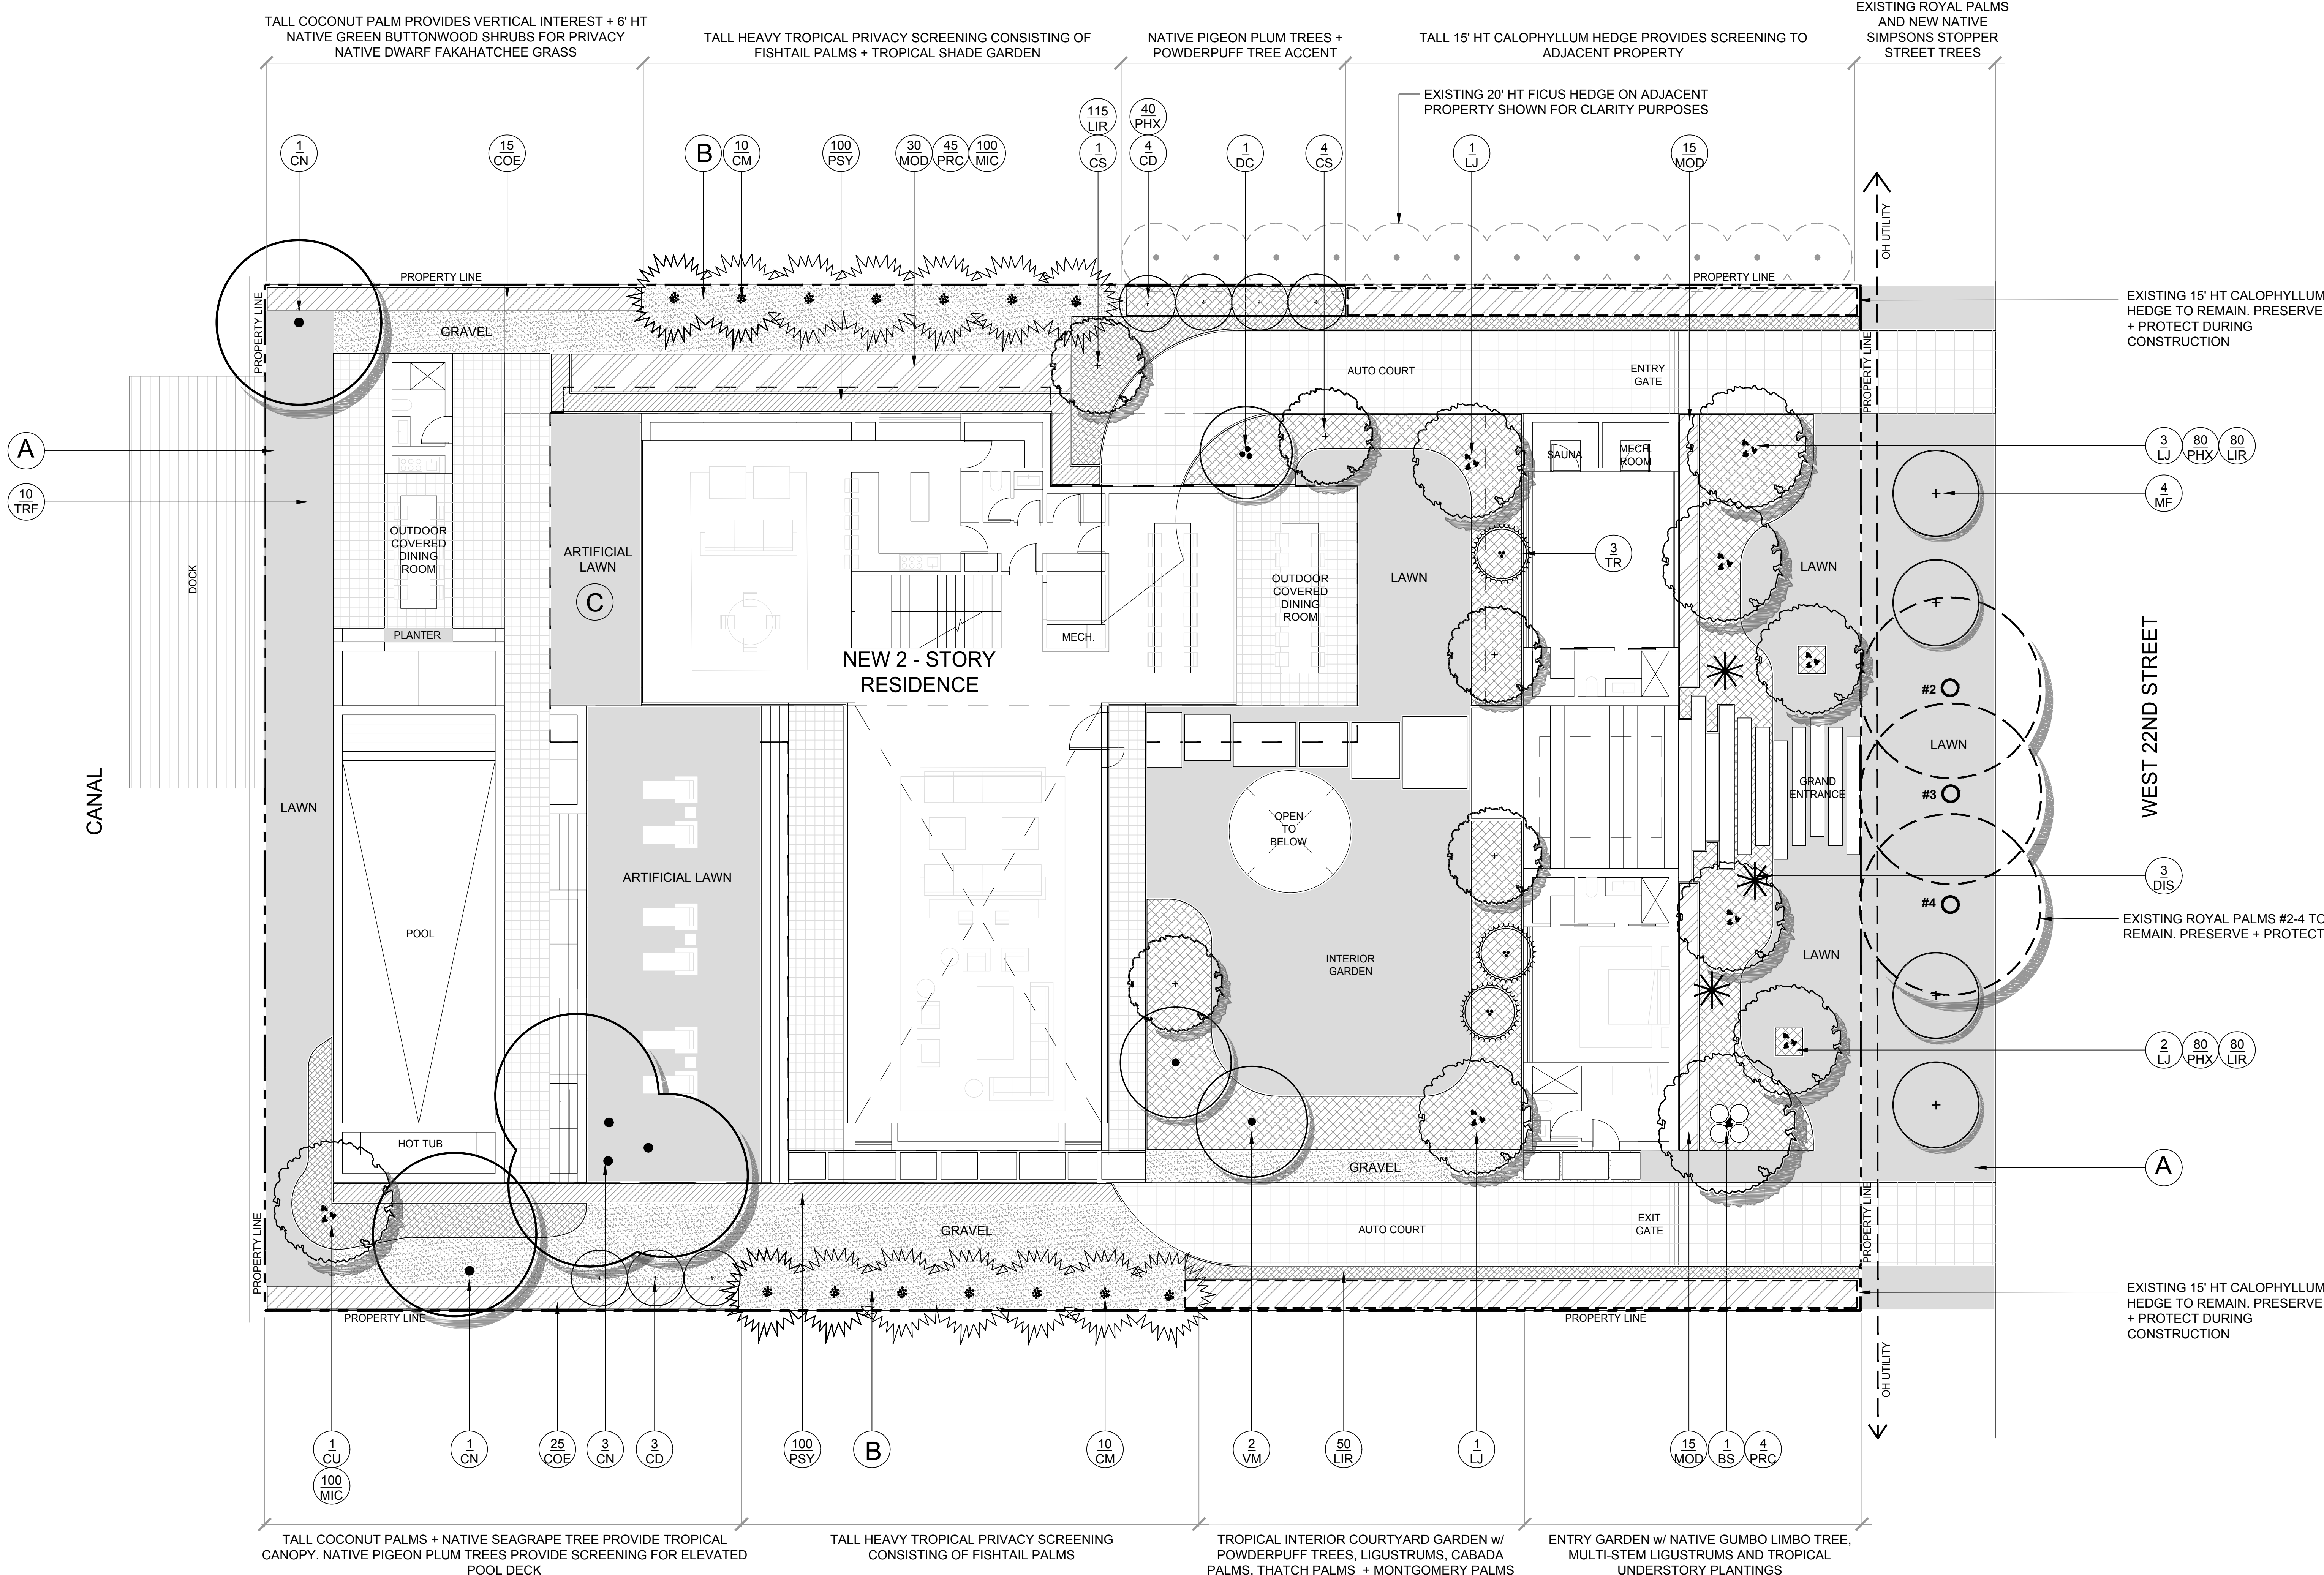 TALL COCONUT PALM PROVIDES VERTICAL INTEREST + 6' HT
NATIVE GREEN BUTTONWOOD SHRUBS FOR PRIVACY
NATIVE DWARF FAKAHATCHEE GRASS
TALL HEAVY TROPICAL PRIVACY SCREENING CONSISTING OF
FISHTAIL PALMS + TROPICAL SHADE GARDEN
NATIVE PIGEON PLUM TREES +
POWDERPUFF TREE ACCENT
TALL 15' HT CALOPHYLLUM HEDGE PROVIDES SCREENING TO
ADJACENT PROPERTY
EXISTING ROYAL PALMS
AND NEW NATIVE
SIMPSONS STOPPER
STREET TREES
EXISTING 20' HT FICUS HEDGE ON ADJACENT
PROPERTY SHOWN FOR CLARITY PURPOSES
115
LIR
40
PHX
1
CN
15
COE
B
10
CM
100
PSY
30
MOD
45
PRC
100
MIC
1
CS
4
CD
1
DC
4
CS
1
LJ
15
MOD
OH UTILITY
PROPERTY LINE
PROPERTY LINE
PROPERTY LINE
GRAVEL
EXISTING 15' HT CALOPHYLLUM
HEDGE TO REMAIN. PRESERVE
+ PROTECT DURING
CONSTRUCTION
AUTO COURT
ENTRY
GATE
PROPERTY LINE
A
10
TRF
SAUNA
MECH.
ROOM
3
LJ
80
PHX
80
LIR
4
MF
DOCK
OUTDOOR
COVERED
DINING
ROOM
ARTIFICIAL
LAWN
C
OUTDOOR
COVERED
DINING
ROOM
LAWN
3
TR
LAWN
PLANTER
MECH.
NEW 2 - STORY
RESIDENCE
#2
LAWN
#3
#4
WEST 22ND STREET
CANAL
LAWN
GRAND
ENTRANCE
OPEN
TO
BELOW
ARTIFICIAL LAWN
POOL
3
DIS
EXISTING ROYAL PALMS #2-4 TO
REMAIN. PRESERVE + PROTECT
INTERIOR
GARDEN
LAWN
2
LJ
80
PHX
80
LIR
HOT TUB
GRAVEL
A
PROPERTY LINE
GRAVEL
AUTO COURT
EXIT
GATE
PROPERTY LINE
EXISTING 15' HT CALOPHYLLUM
HEDGE TO REMAIN. PRESERVE
+ PROTECT DURING
CONSTRUCTION
PROPERTY LINE
PROPERTY LINE
OH UTILITY
1
CU
100
MIC
1
CN
25
COE
3
CN
3
CD
100
PSY
B
10
CM
2
VM
50
LIR
1
LJ
15
MOD
1
BS
4
PRC
TALL COCONUT PALMS + NATIVE SEAGRAPE TREE PROVIDE TROPICAL
CANOPY. NATIVE PIGEON PLUM TREES PROVIDE SCREENING FOR ELEVATED
POOL DECK
TALL HEAVY TROPICAL PRIVACY SCREENING
CONSISTING OF FISHTAIL PALMS
TROPICAL INTERIOR COURTYARD GARDEN w/
POWDERPUFF TREES, LIGUSTRUMS, CABADA
PALMS. THATCH PALMS + MONTGOMERY PALMS
ENTRY GARDEN w/ NATIVE GUMBO LIMBO TREE,
MULTI-STEM LIGUSTRUMS AND TROPICAL
UNDERSTORY PLANTINGS